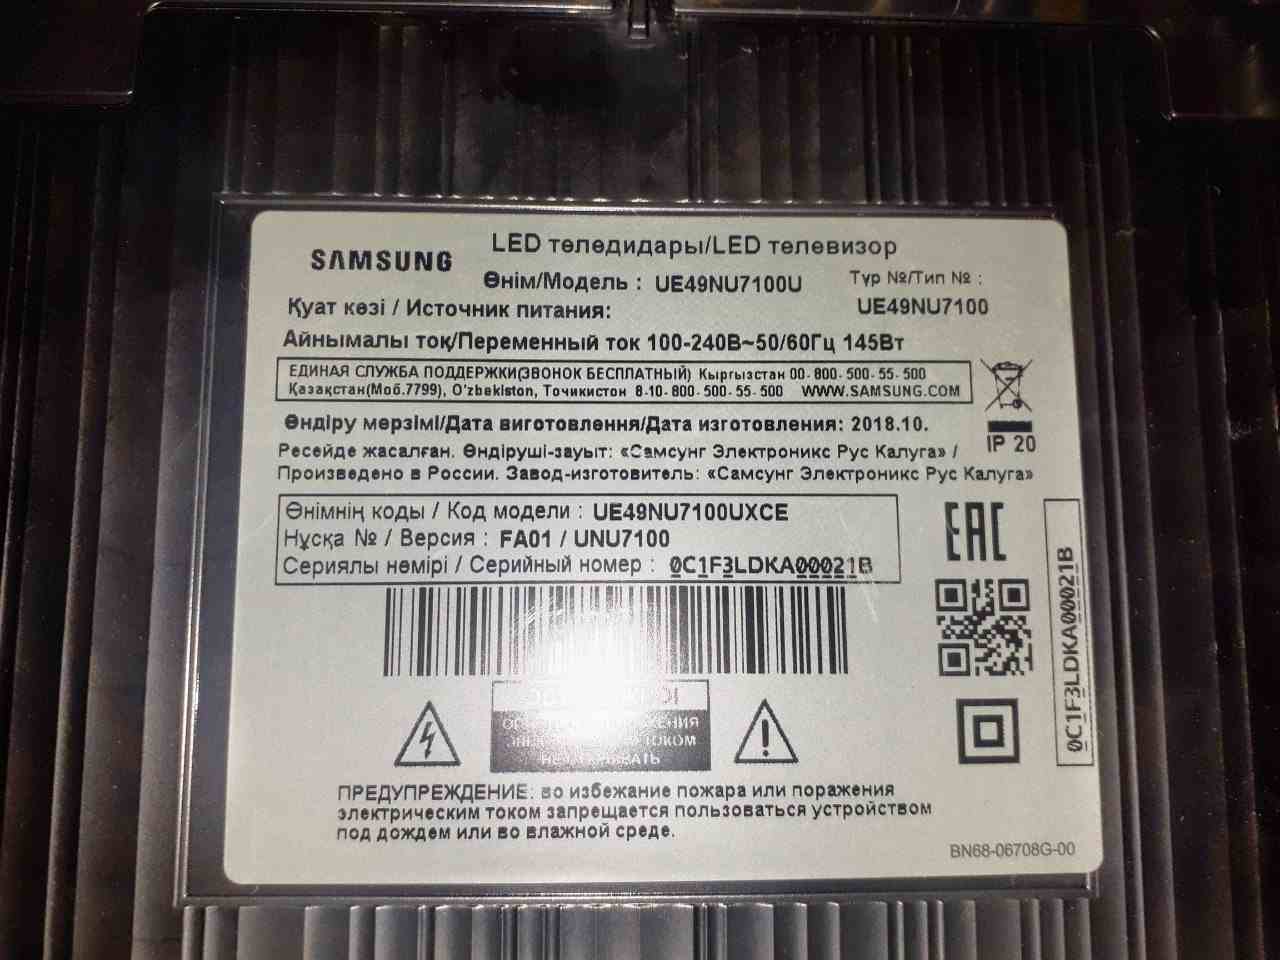 LED теледидары/LED телевизор
SAMSUNG
Өнім/Модель : UE49NU7100U
Түр №/Тип № :
UE49NU7100
Қуат көзі / Источник питания:
Айнымалы тоқ/Переменный ток 100-240В~50/60Гц 145Вт
ЕДИНАЯ СЛУЖБА ПОДДЕРЖКИ(ЗВОНОК БЕСПЛАТНЫЙ) Кыргызстан 00-800-500-55-500
Қазақстан(Моб.7799), O'zbekiston, Точикистон 8-10-800-500-55-500 WWW.SAMSUNG.COM
IP 20
Өндіру мерзімі/Дата виготовлення/Дата изготовления: 2018.10.
Ресейде жасалған. Өндіруші-зауыт: «Самсунг Электроникс Рус Калуга» /
Произведено в России. Завод-изготовитель: «Самсунг Электроникс Рус Калуга»
Өнімнің коды / Код модели : UE49NU7100UXCE
Нұсқа № / Версия : FA01 / UNU7100
Сериялы нөмірі / Серийный номер : 0C1F3LDKA00021B
EAC
0C1F3LDKA00021B
ТОКОМ
ПРЕДУПРЕЖДЕНИЕ: во избежание пожара или поражения
электрическим током запрещается пользоваться устройством
под дождем или во влажной среде.
BN68-06708G-00